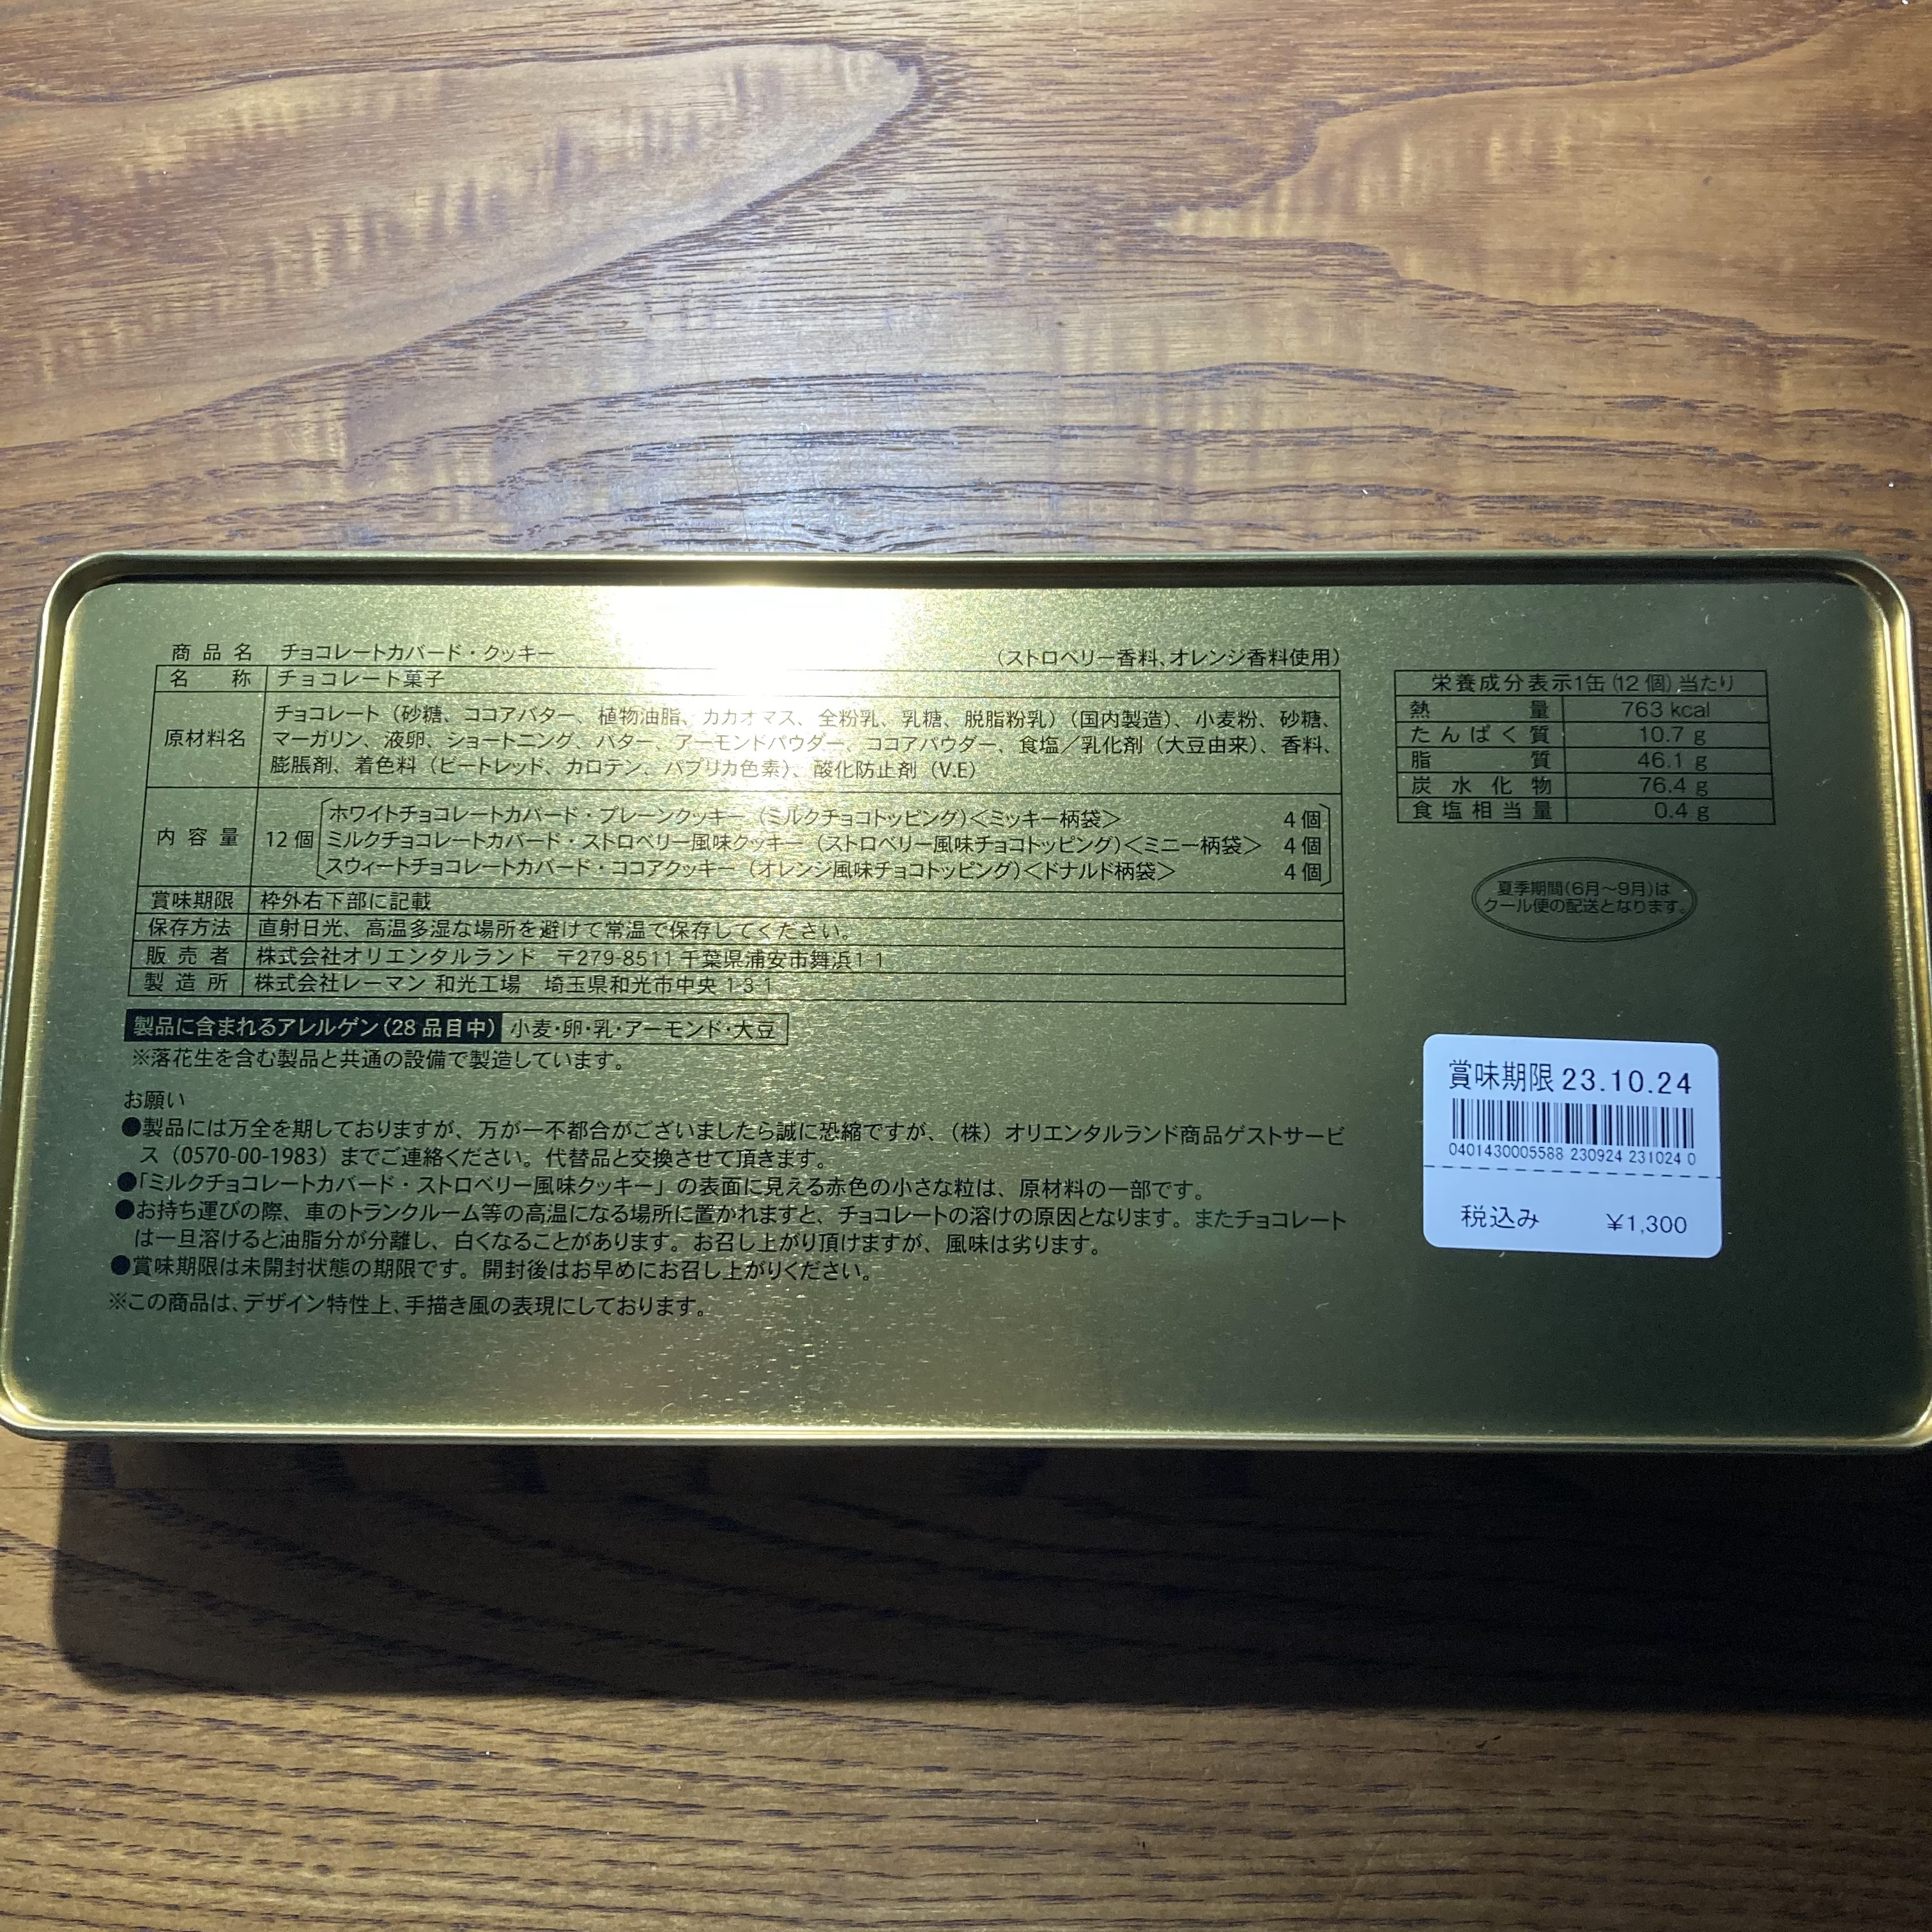 商品名 チョコレートカバード・クッキー (ストロベリー香料、オレンジ香料使用)
名称 チョコレート菓子
原材料名 チョコレート（砂糖、ココアバター、植物油脂、カカオマス、全粉乳、乳糖、脱脂粉乳）（国内製造）、小麦粉、砂糖、
マーガリン、液卵、ショートニング、バター、アーモンドパウダー、ココアパウダー、食塩／乳化剤（大豆由来）、香料、
膨脹剤、着色料（ビートレッド、カロテン、パプリカ色素）、酸化防止剤（V.E）
内容量 12個 ホワイトチョコレートカバード・プレーンクッキー（ミルクチョコトッピング）＜ミッキー柄袋＞ 4個
ミルクチョコレートカバード・ストロベリー風味クッキー（ストロベリー風味チョコトッピング）＜ミニー柄袋＞ 4個
スウィートチョコレートカバード・ココアクッキー（オレンジ風味チョコトッピング）＜ドナルド柄袋＞ 4個
賞味期限 枠外右下部に記載
保存方法 直射日光、高温多湿な場所を避けて常温で保存してください。
販売者 株式会社オリエンタルランド 〒279-8511 千葉県浦安市舞浜1-1
製造所 株式会社レーマン 和光工場 埼玉県和光市中央 1-3-1
製品に含まれるアレルゲン（28品目中） 小麦・卵・乳・アーモンド・大豆
※落花生を含む製品と共通の設備で製造しています。
お願い
●製品には万全を期しておりますが、万が一不都合がございましたら誠に恐縮ですが、（株）オリエンタルランド商品ゲストサービ
ス（0570-00-1983）までご連絡ください。代替品と交換させて頂きます。
●「ミルクチョコレートカバード・ストロベリー風味クッキー」の表面に見える赤色の小さな粒は、原材料の一部です。
●お持ち運びの際、車のトランクルーム等の高温になる場所に置かれますと、チョコレートの溶けの原因となります。またチョコレート
は一旦溶けると油脂分が分離し、白くなることがあります。お召し上がり頂けますが、風味は劣ります。
●賞味期限は未開封状態の期限です。開封後はお早めにお召し上がりください。
※この商品は、デザイン特性上、手描き風の表現にしております。
栄養成分表示1缶（12個）当たり
熱量 763 kcal
たんぱく質 10.7 g
脂質 46.1 g
炭水化物 76.4 g
食塩相当量 0.4 g
夏季期間(6月～9月)は
クール便の配送となります。
賞味期限 23.10.24
0401430005588 230924 231024 0
税込み ¥1,300